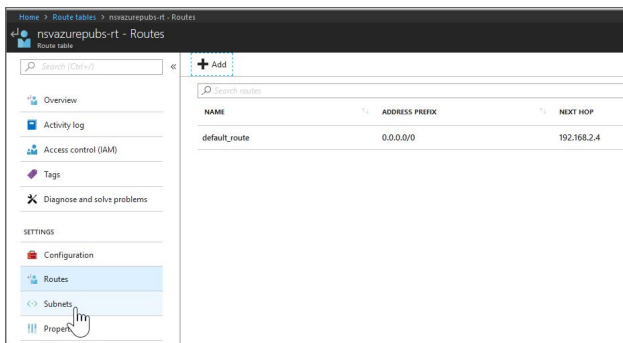 Home > Route tables > nsvazurepubs-rt - Routes
nsvazurepubs-rt - Routes
Route table
Search (Ctrl+/)
«
Add
Search routes
NAME
ADDRESS PREFIX
NEXT HOP
default_route
0.0.0.0/0
192.168.2.4
Overview
Activity log
Access control (IAM)
Tags
Diagnose and solve problems
SETTINGS
Configuration
Routes
Subnets
Propert